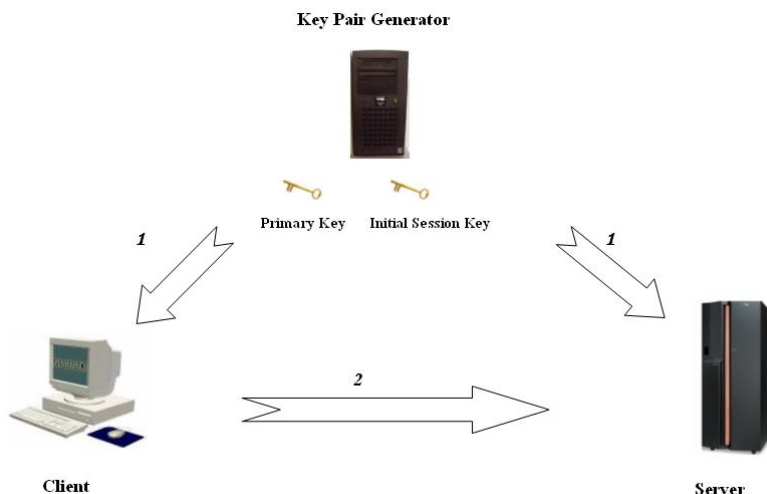 Key Pair Generator
Primary Key
Initial Session Key
1
1
2
Client
Server